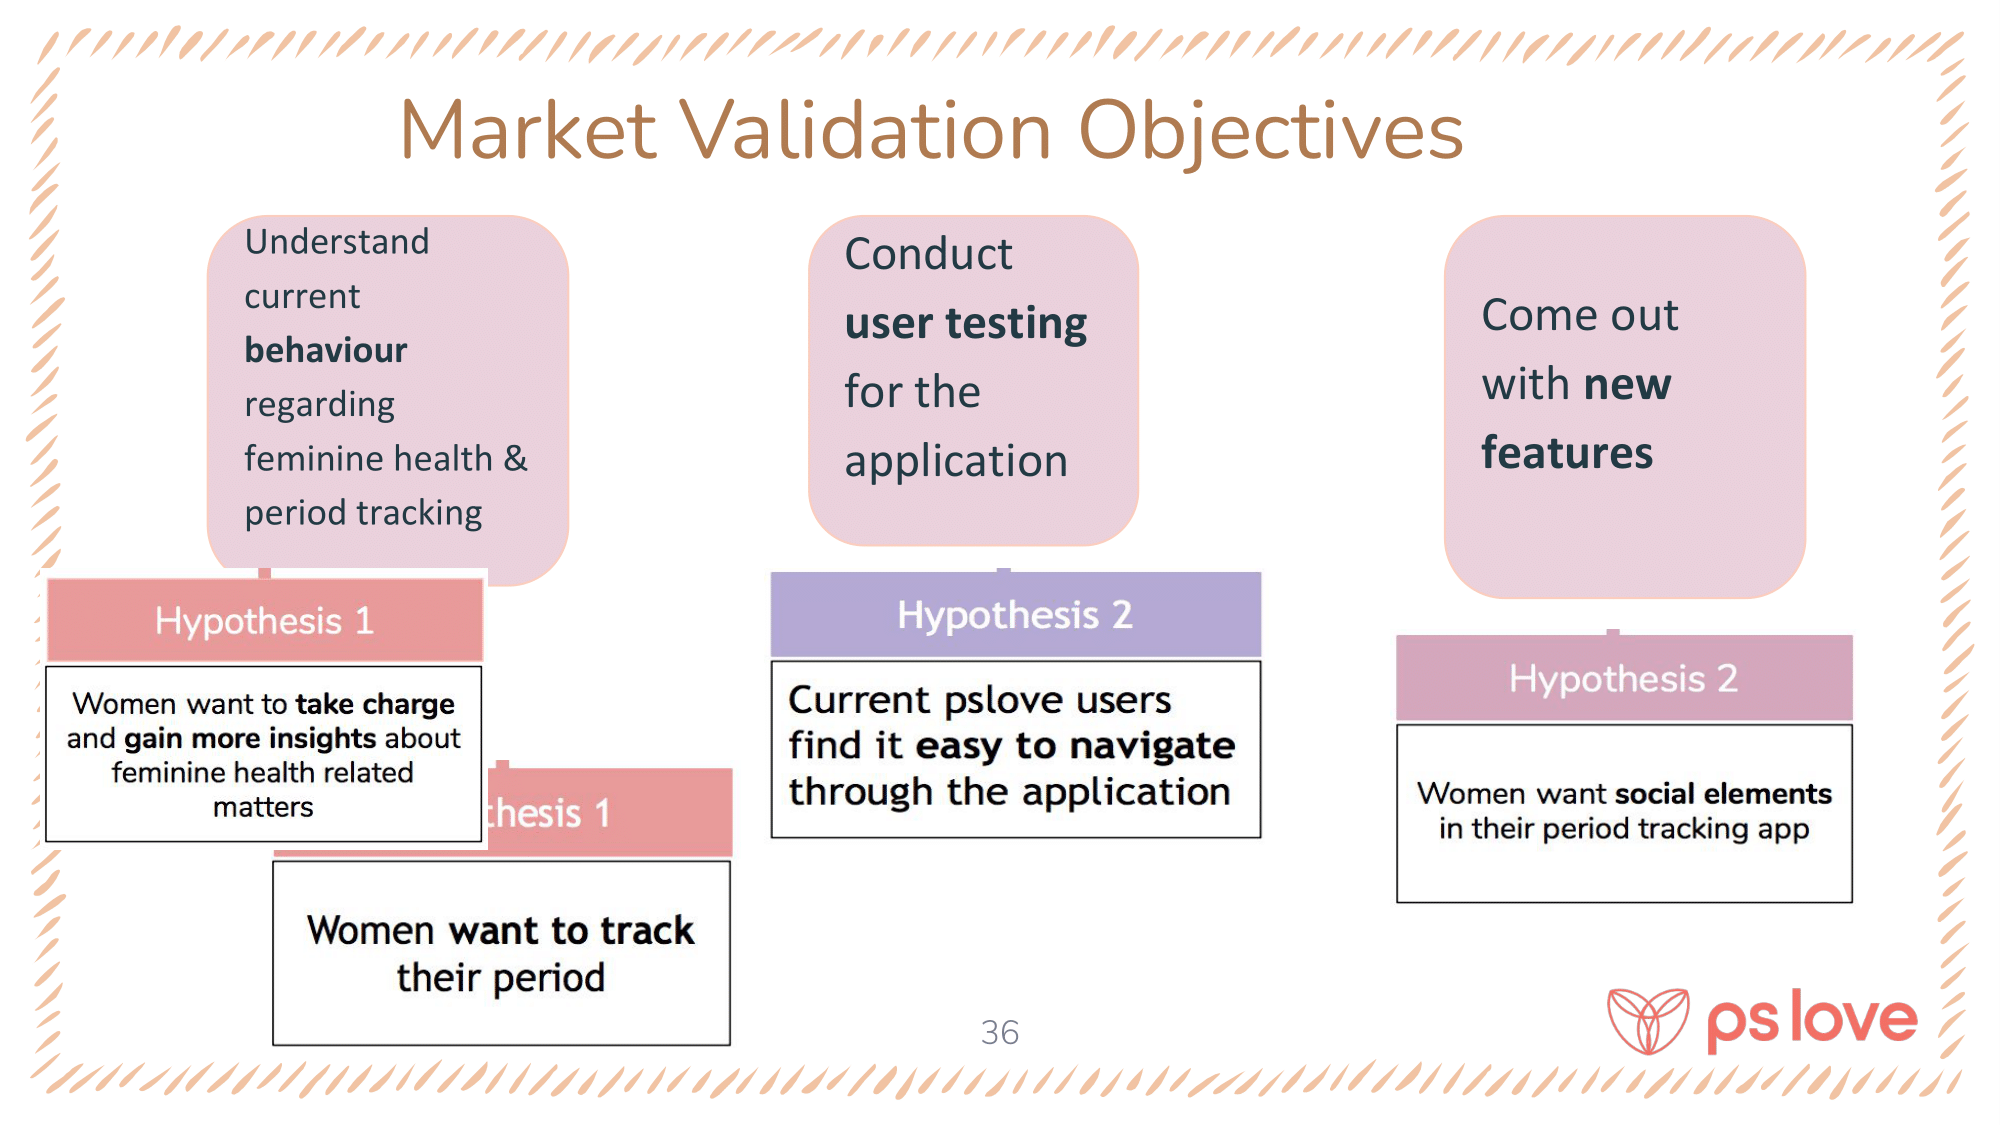 Market Validation Objectives
Understand
current
behaviour
regarding
feminine health &
period tracking
Conduct
user testing
for the
application
Come out
with new
features
Hypothesis 1
Women want to take charge
and gain more insights about
feminine health related
matters
thesis 1
Women want to track
their period
Hypothesis 2
Current pslove users
find it easy to navigate
through the application
Hypothesis 2
Women want social elements
in their period tracking app
36
ps love